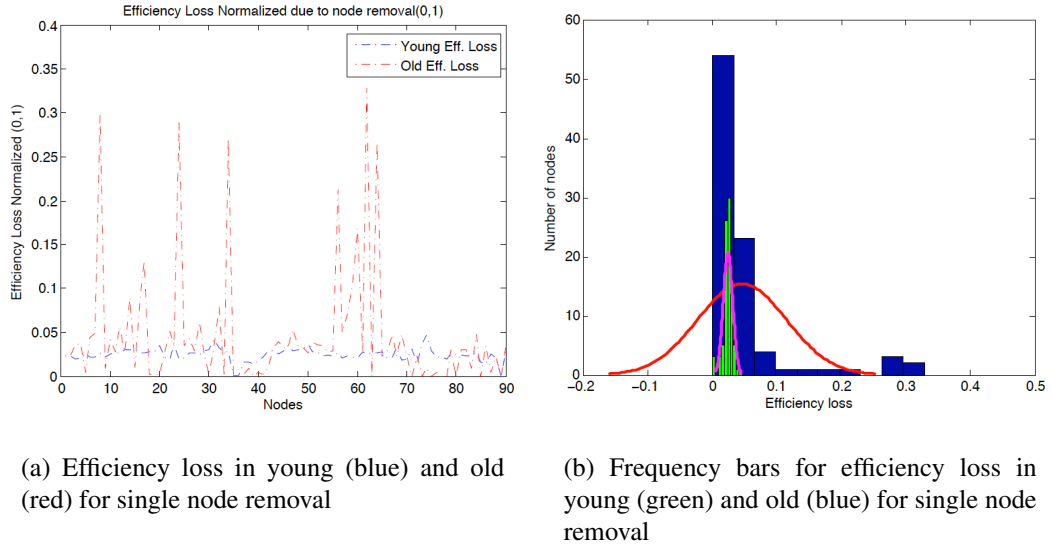 Efficiency Loss Normalized due to node removal(0,1)
0.4
0.35
0.3
0.25
0.2
0.15
0.1
0.05
0
Efficiency Loss Normalized (0,1)
Young Eff. Loss
Old Eff. Loss
0 10 20 30 40 50 60 70 80 90
Nodes
60
50
40
30
20
10
0
Number of nodes
−0.2 −0.1 0 0.1 0.2 0.3 0.4 0.5
Efficiency loss
(a) Efficiency loss in young (blue) and old
(red) for single node removal
(b) Frequency bars for efficiency loss in
young (green) and old (blue) for single node
removal